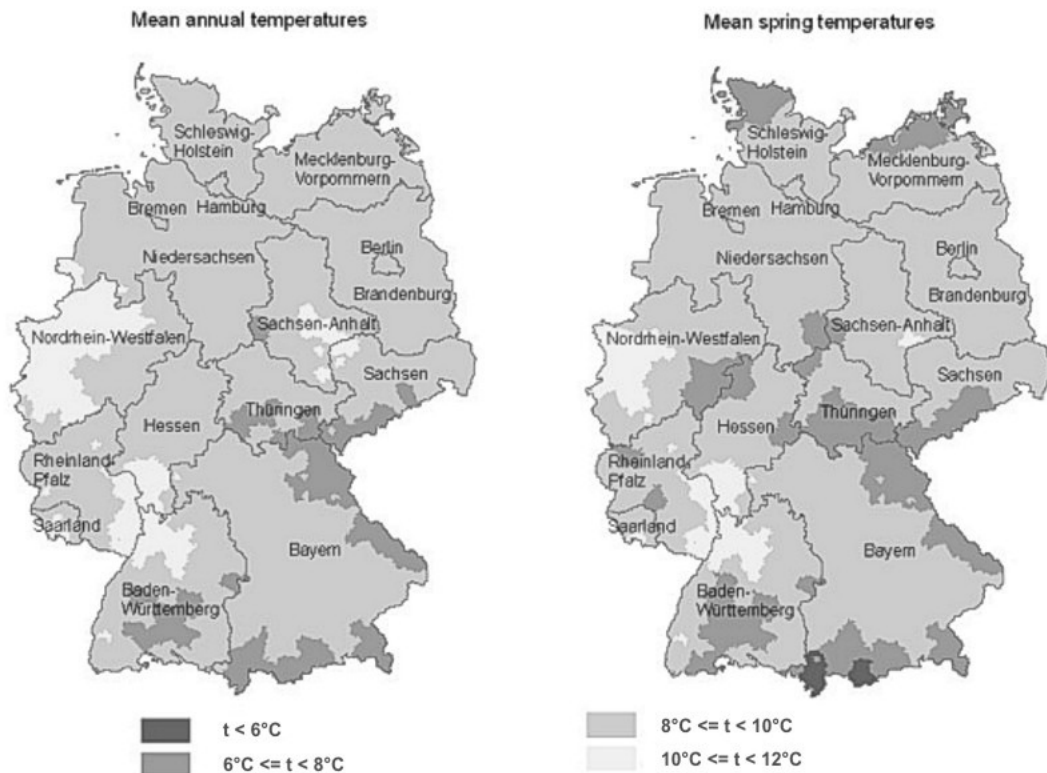 Mean annual temperatures
Schleswig-
Holstein
Mecklenburg-
Vorpommern
Bremen
Hamburg
Niedersachsen
Berlin
Brandenburg
Nordrhein-Westfalen
Sachsen-Anhalt
Sachsen
Thüringen
Hessen
Rheinland-
Pfalz
Saarland
Bayern
Baden-
Württemberg
Mean spring temperatures
Schleswig-
Holstein
Mecklenburg-
Vorpommern
Bremen
Hamburg
Niedersachsen
Berlin
Brandenburg
Nordrhein-Westfalen
Sachsen-Anhalt
Sachsen
Thüringen
Hessen
Rheinland-
Pfalz
Saarland
Bayern
Baden-
Württemberg
t < 6°C
6°C <= t < 8°C
8°C <= t < 10°C
10°C <= t < 12°C